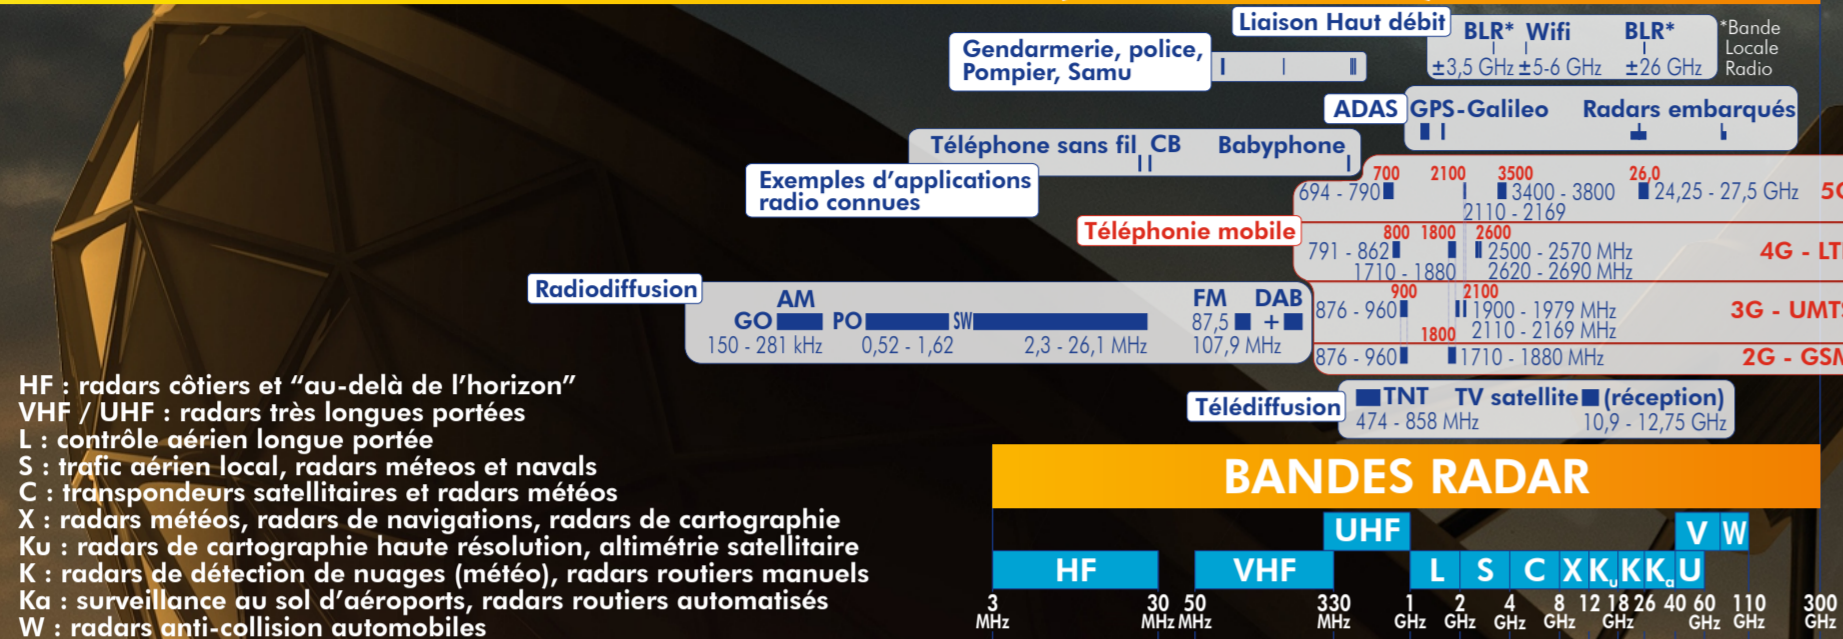 Liaison Haut débit
BLR* Wifi BLR*
±3,5 GHz ±5-6 GHz ±26 GHz
*Bande
Locale
Radio
Gendarmerie, police,
Pompier, Samu
ADAS
GPS-Galileo Radars embarqués
Téléphone sans fil CB Babyphone
Exemples d'applications
radio connues
Téléphonie mobile
700 2100 3500 26,0
694 - 790 3400 - 3800 24,25 - 27,5 GHz
2110 - 2169
800 1800 2600
791 - 862 2500 - 2570 MHz 4G - LT
1710 - 1880 2620 - 2690 MHz
900 2100
876 - 960 1900 - 1979 MHz 3G - UMTS
2110 - 2169 MHz
1800
876 - 960 1710 - 1880 MHz 2G - GSM
Radiodiffusion
AM FM DAB
GO PO SW 87,5 +
150 - 281 kHz 0,52 - 1,62 2,3 - 26,1 MHz 107,9 MHz
Télédiffusion
TNT TV satellite (réception)
474 - 858 MHz 10,9 - 12,75 GHz
HF : radars côtiers et “au-delà de l’horizon”
VHF / UHF : radars très longues portées
L : contrôle aérien longue portée
S : trafic aérien local, radars méteos et navals
C : transpondeurs satellitaires et radars météos
X : radars météos, radars de navigations, radars de cartographie
Ku : radars de cartographie haute résolution, altimétrie satellitaire
K : radars de détection de nuages (météo), radars routiers manuels
Ka : surveillance au sol d’aéroports, radars routiers automatisés
W : radars anti-collision automobiles
BANDES RADAR
UHF V W
HF VHF L S C X Ku K Ka U
3 30 50 330 1 2 4 8 12 18 26 40 60 110 300
MHz MHz MHz MHz GHz GHz GHz GHz GHz GHz GHz GHz